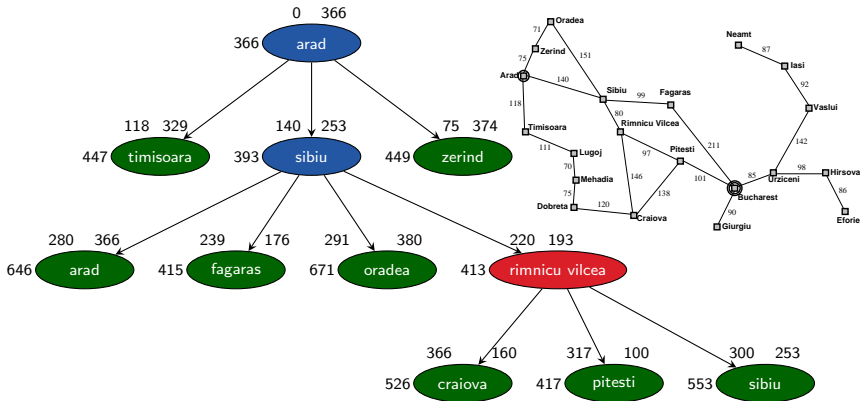 0 366
366 arad
118 329
447 timisoara
140 253
393 sibiu
75 374
449 zerind
280 366
646 arad
239 176
415 fagaras
291 380
671 oradea
220 193
413 rimnicu vilcea
366 160
526 craiova
317 100
417 pitesti
300 253
553 sibiu
Oradea
71
Zerind
75
151
Arad
140
118
Sibiu
99
Fagaras
80
Timisoara
Rimnicu Vilcea
111
Lugoj
97
Pitesti
211
70
Mehadia
146
101
75
138
Dobreta
120
Craiova
Neamt
87
Iasi
92
Vaslui
142
98
Hirsova
85
Urziceni
86
Bucharest
90
Giurgiu
Eforie